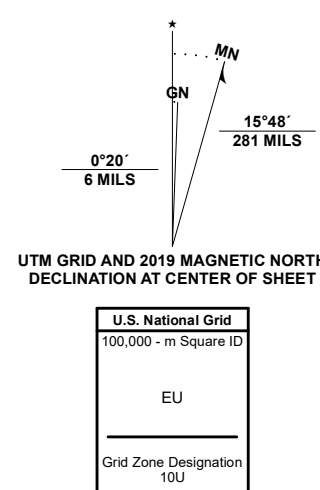 ★
MN
GN
15°48´
281 MILS
0°20´
6 MILS
UTM GRID AND 2019 MAGNETIC NORTH
DECLINATION AT CENTER OF SHEET
U.S. National Grid
100,000 - m Square ID
EU
Grid Zone Designation
10U